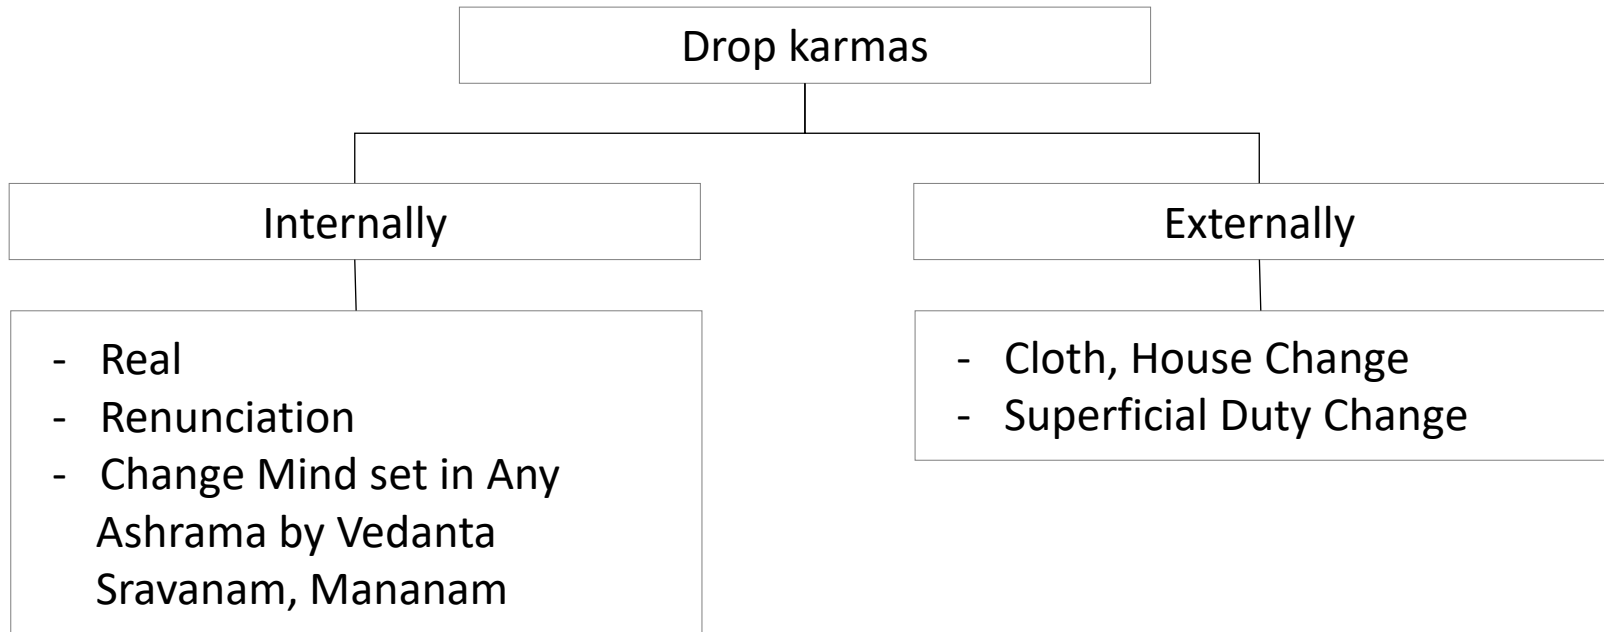 Drop karmas
Internally
- Real
- Renunciation
- Change Mind set in Any
Ashrama by Vedanta
Sravanam, Mananam
Externally
- Cloth, House Change
- Superficial Duty Change